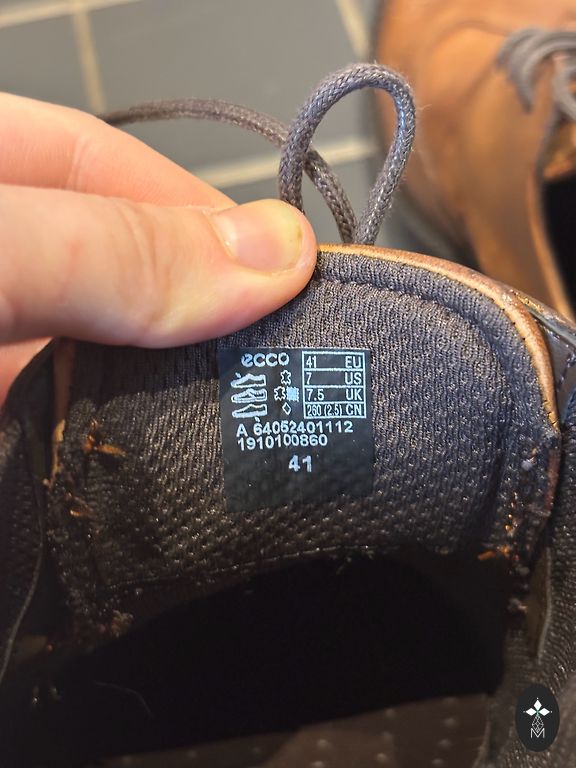 ecco
41 EU
7 US
7.5 UK
260 (2.5) CN
A 64052401112
1910100860
41
M